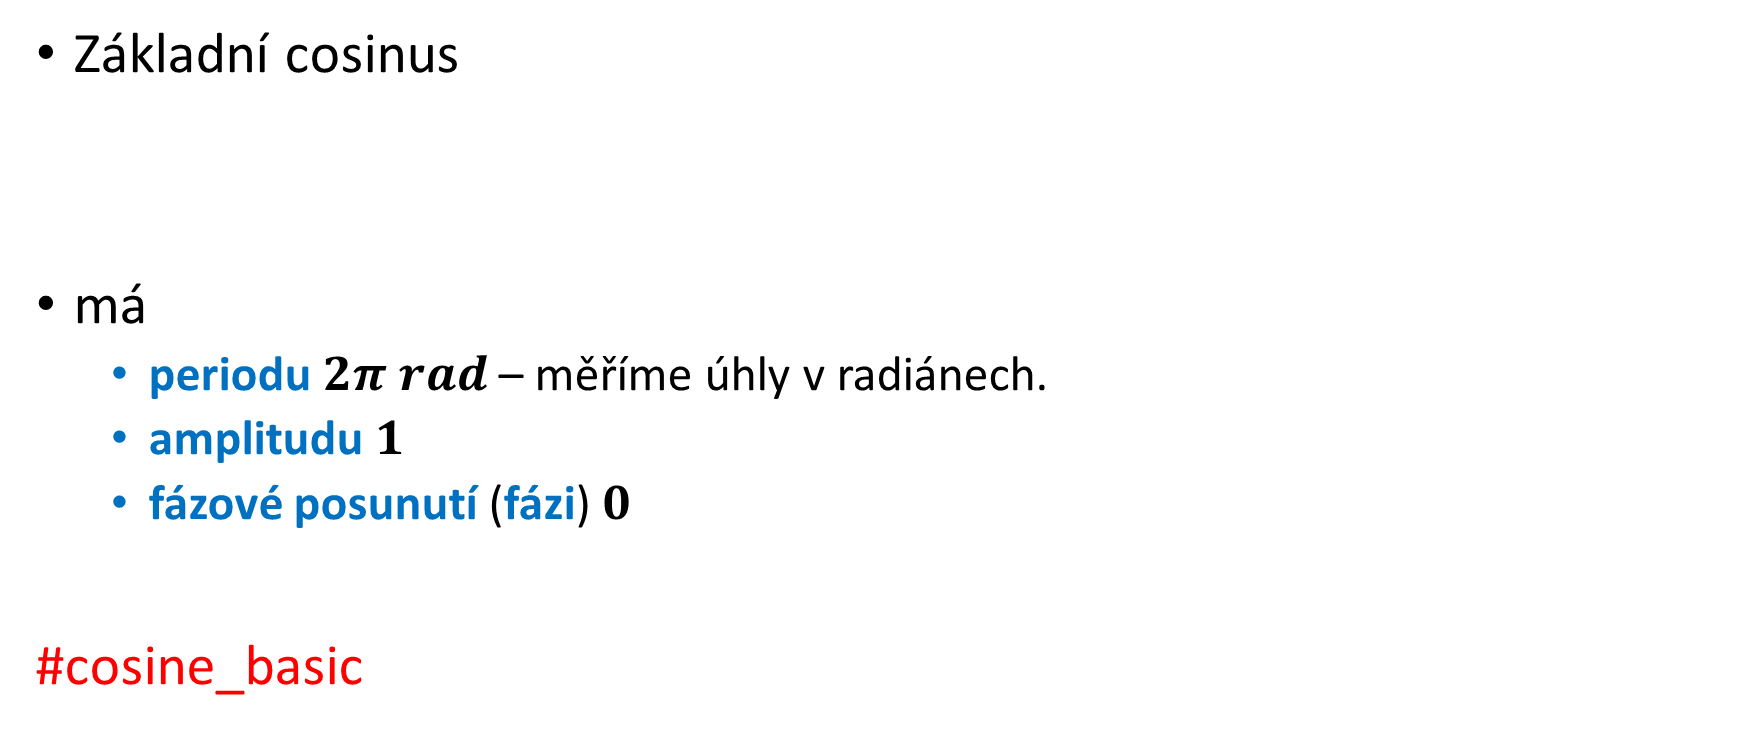 • Základní cosinus
• má
• periodu 2π rad – měříme úhly v radiánech.
• amplitudu 1
• fázové posunutí (fázi) 0
#cosine_basic